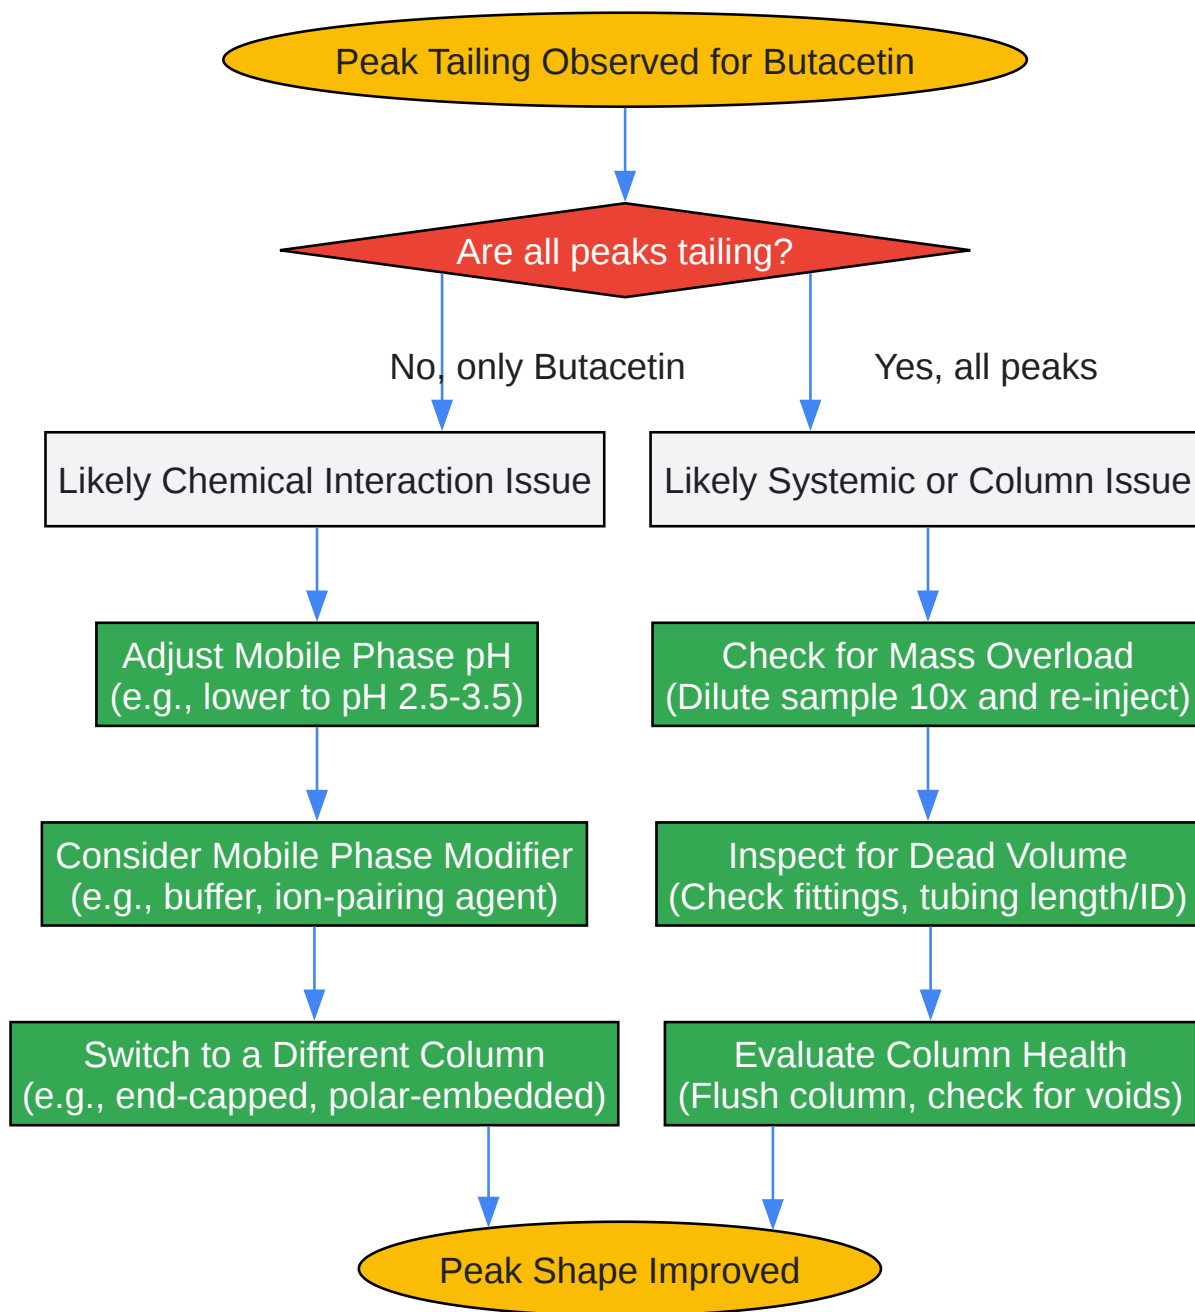 Peak Tailing Observed for Butacetin
Are all peaks tailing?
No, only Butacetin
Yes, all peaks
Likely Chemical Interaction Issue
Likely Systemic or Column Issue
Adjust Mobile Phase pH
(e.g., lower to pH 2.5-3.5)
Check for Mass Overload
(Dilute sample 10x and re-inject)
Consider Mobile Phase Modifier
(e.g., buffer, ion-pairing agent)
Inspect for Dead Volume
(Check fittings, tubing length/ID)
Switch to a Different Column
(e.g., end-capped, polar-embedded)
Evaluate Column Health
(Flush column, check for voids)
Peak Shape Improved